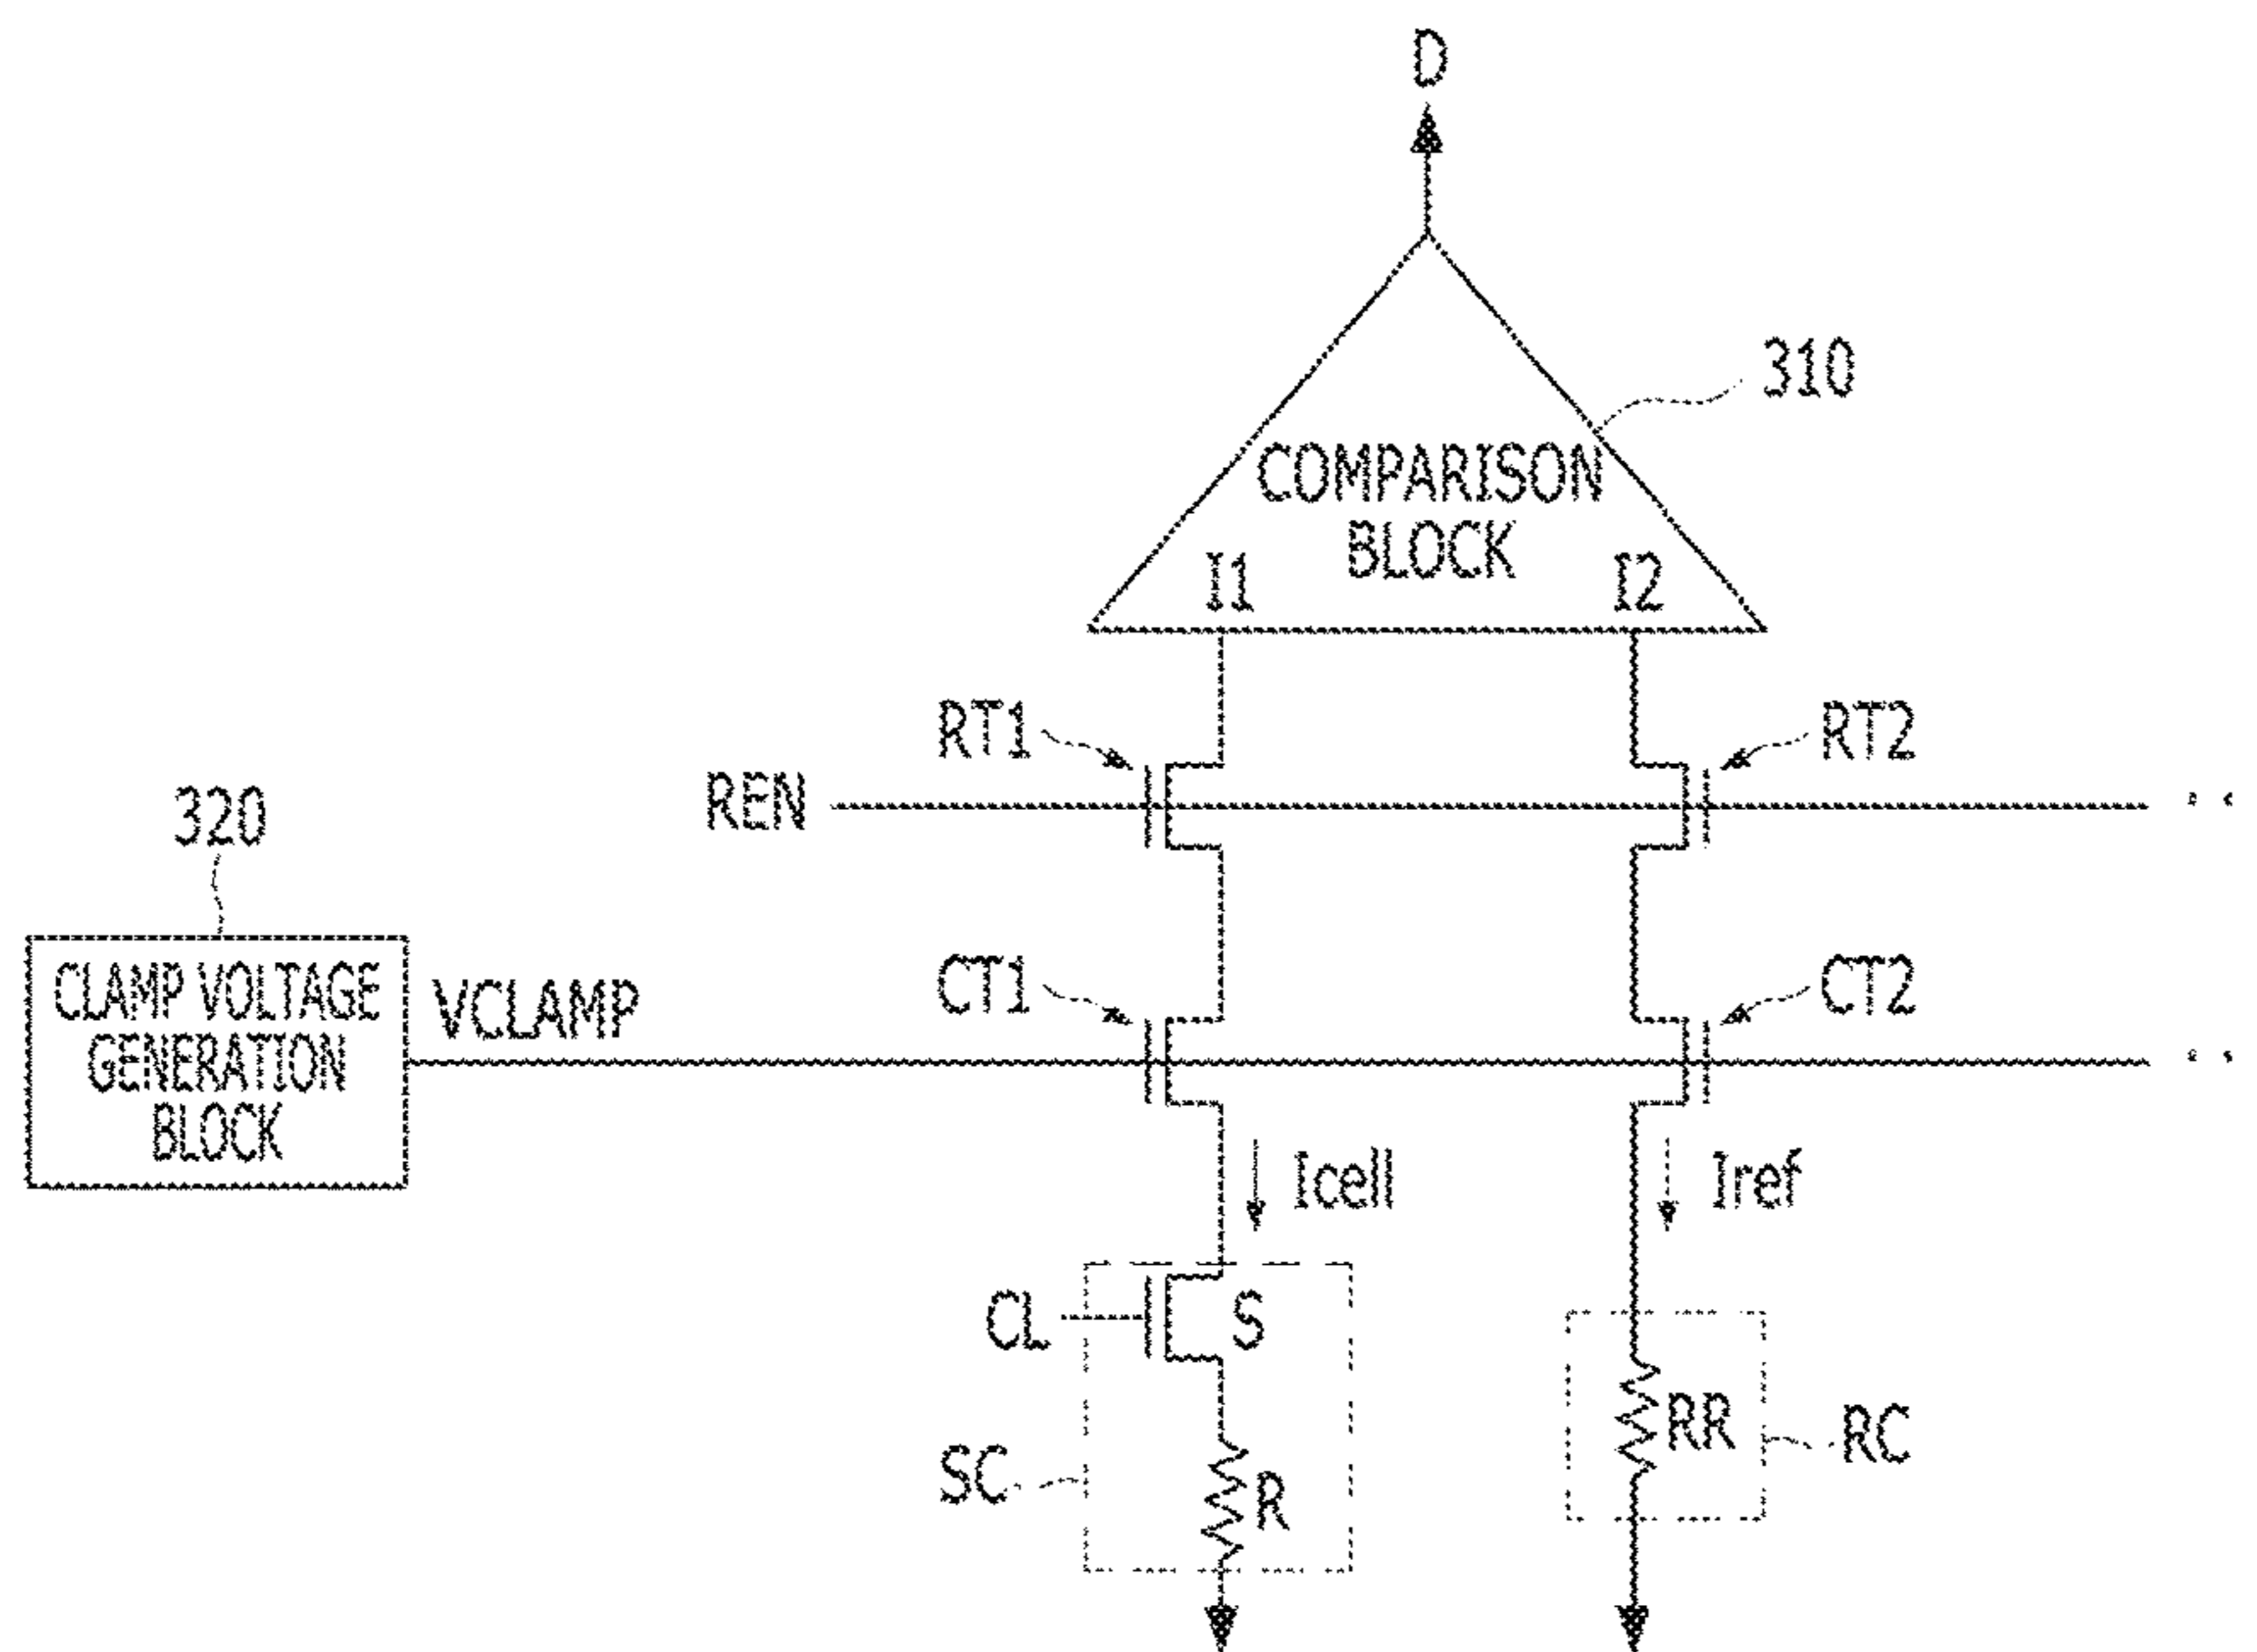 D
310
COMPARISON
BLOCK
I1
I2
RT1
RT2
REN
320
CLAMP VOLTAGE
GENERATION
BLOCK
VCLAMP
CT1
CT2
Icell
Iref
CL
S
SC
R
RR
RC